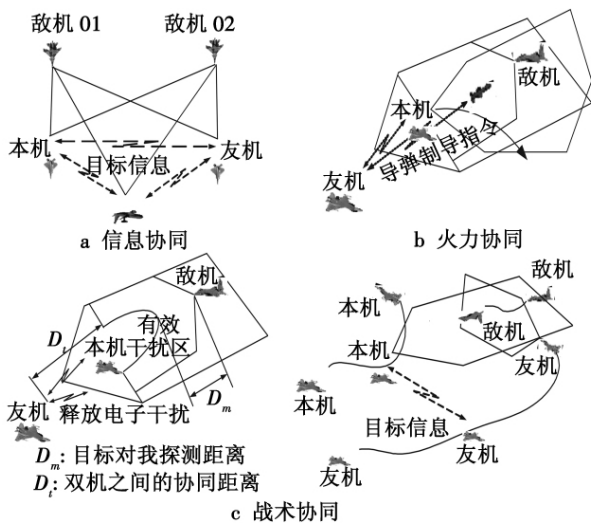 敌机 01
敌机 02
本机
友机
目标信息
a 信息协同
敌机
本机
导弹制导指令
友机
b 火力协同
敌机
有效
D_t
本机干扰区
D_m
友机
释放电子干扰
D_m: 目标对我探测距离
D_t: 双机之间的协同距离
敌机
本机
敌机
本机
友机
本机
目标信息
友机
友机
c 战术协同